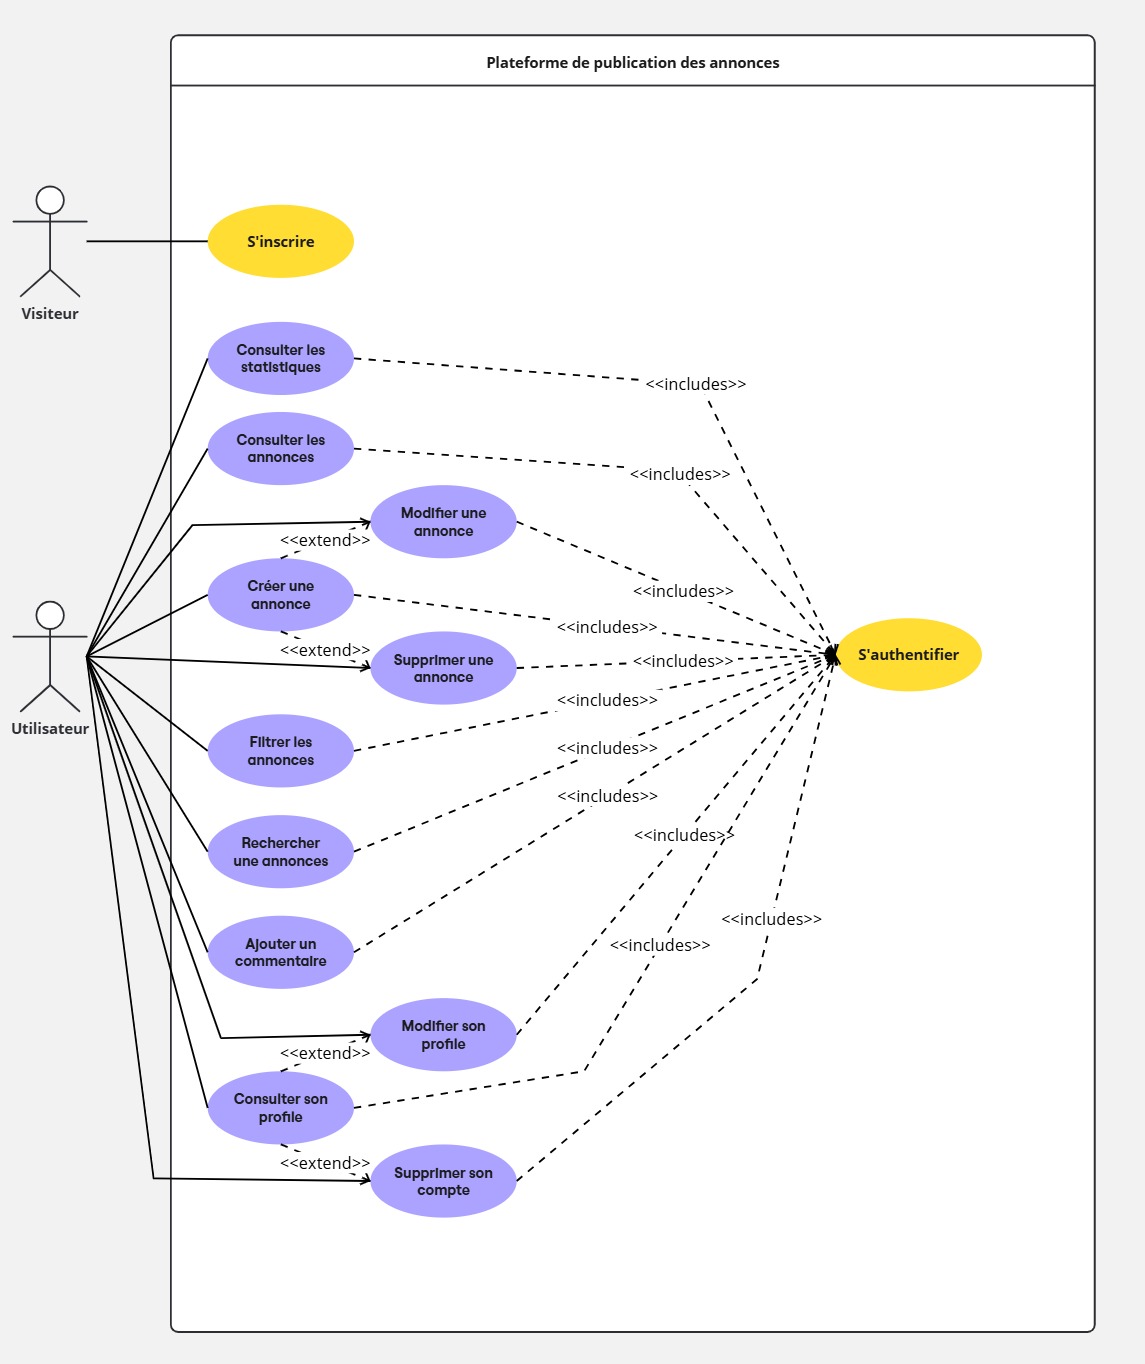 Plateforme de publication des annonces
S'inscrire
Visiteur
Consulter les
statistiques
<<includes>>
Consulter les
annonces
<<includes>>
Modifier une
annonce
<<extend>>
Créer une
annonce
<<includes>>
<<includes>>
<<extend>>
Supprimer une
annonce
<<includes>>
S'authentifier
Utilisateur
<<includes>>
Filtrer les
annonces
<<includes>>
Rechercher
une annonces
<<includes>>
<<includes>>
Ajouter un
commentaire
<<includes>>
<<includes>>
Modifier son
profile
<<extend>>
Consulter son
profile
<<extend>>
Supprimer son
compte